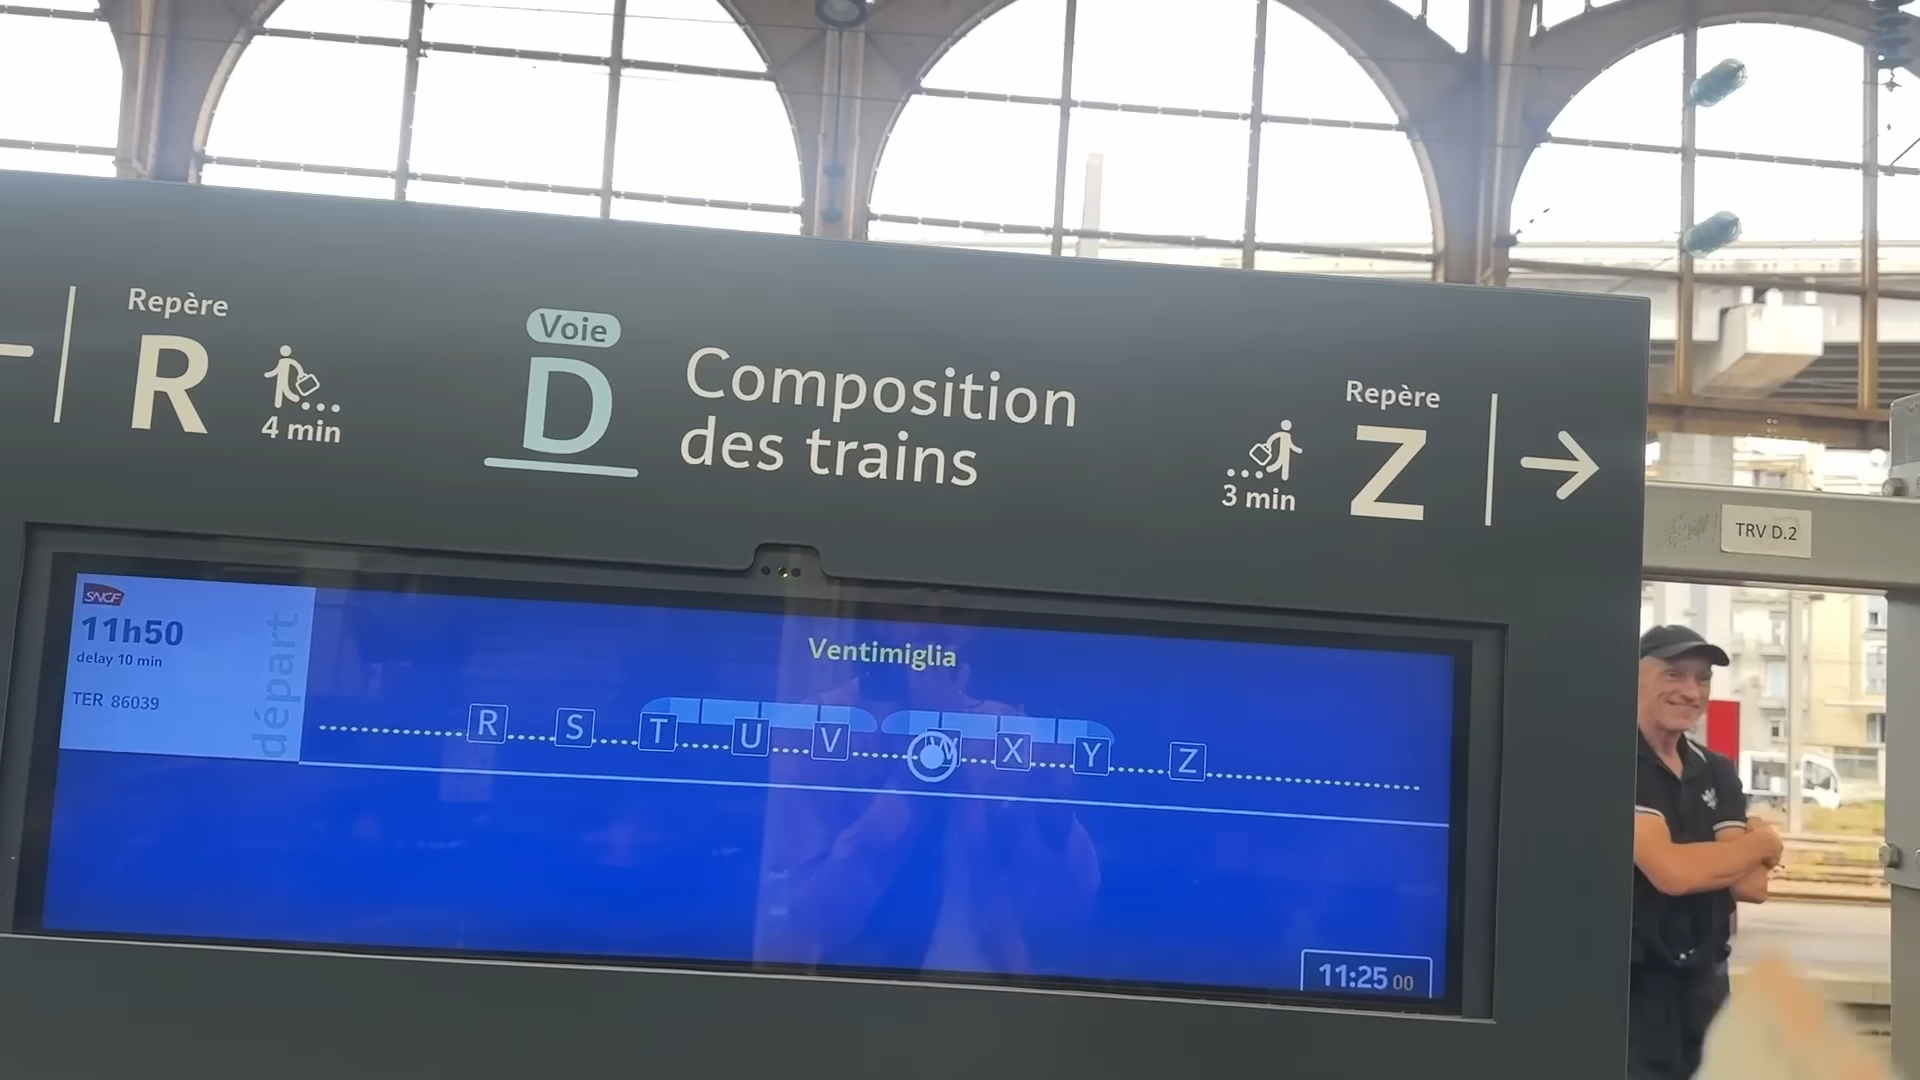 Repère
R
4 min
Voie
D
Composition
des trains
Repère
Z
3 min
TRV D.2
SNCF
11h50
delay 10 min
TER 86039
départ
Ventimiglia
R S T U V W X Y Z
11:25 00